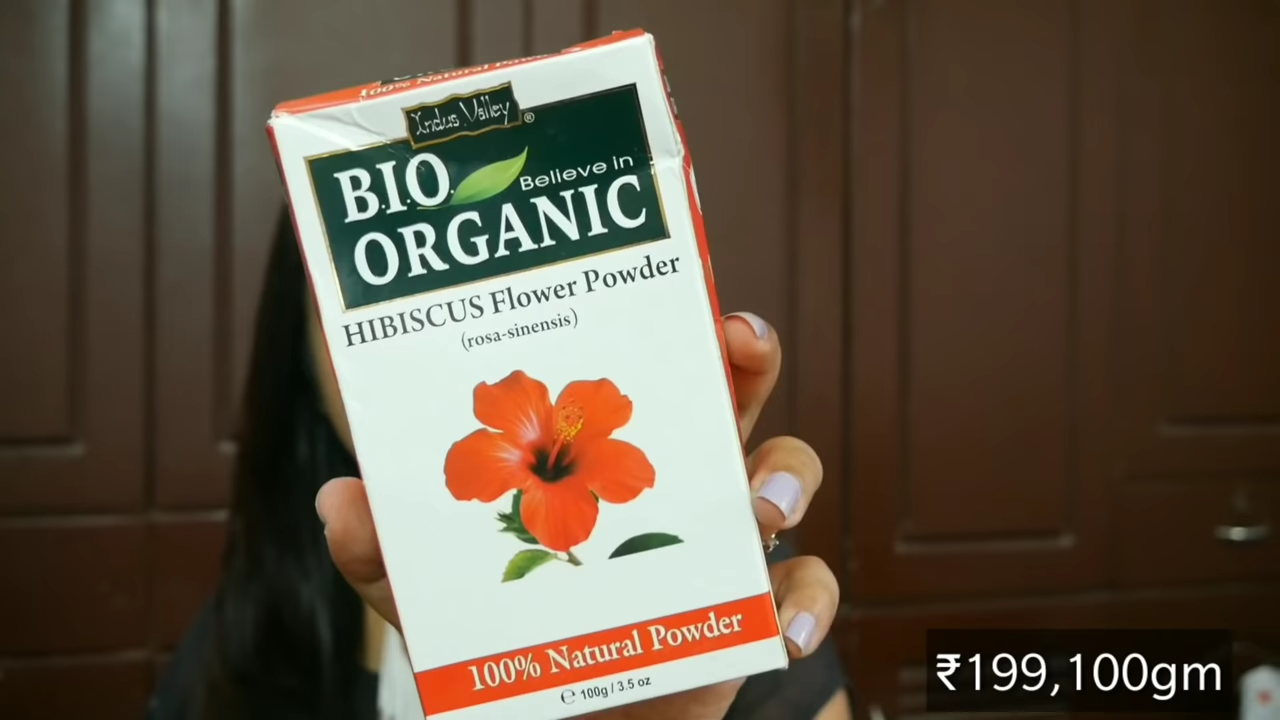 100% Natural Powder
Indus Valley®
B.I.O.
Believe in
ORGANIC
HIBISCUS Flower Powder
(rosa-sinensis)
100% Natural Powder
℮ 100g / 3.5 oz
₹199,100gm